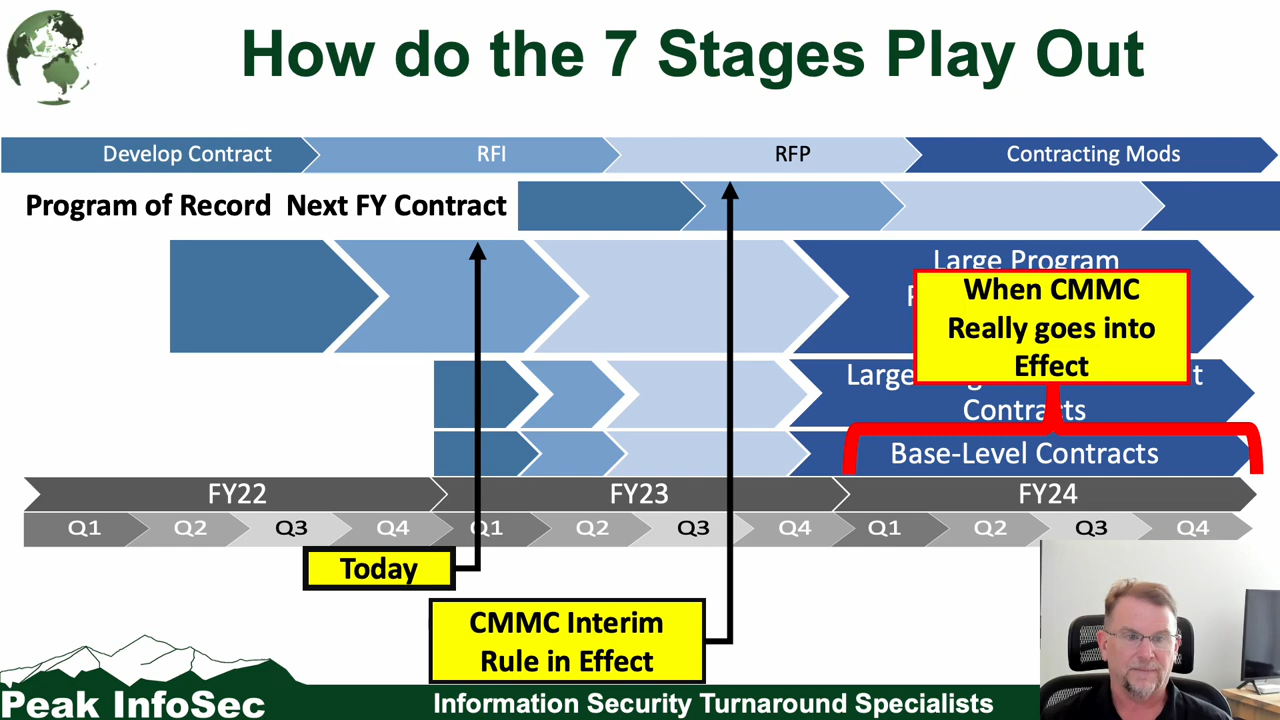 How do the 7 Stages Play Out
Develop Contract
RFI
RFP
Contracting Mods
Program of Record Next FY Contract
Large Program
When CMMC
Really goes into
Effect
Large
Contracts
Base-Level Contracts
FY22
FY23
FY24
Q1
Q2
Q3
Q4
Q1
Q2
Q3
Q4
Q1
Q2
Q3
Q4
Today
CMMC Interim
Rule in Effect
Peak InfoSec
Information Security Turnaround Specialists